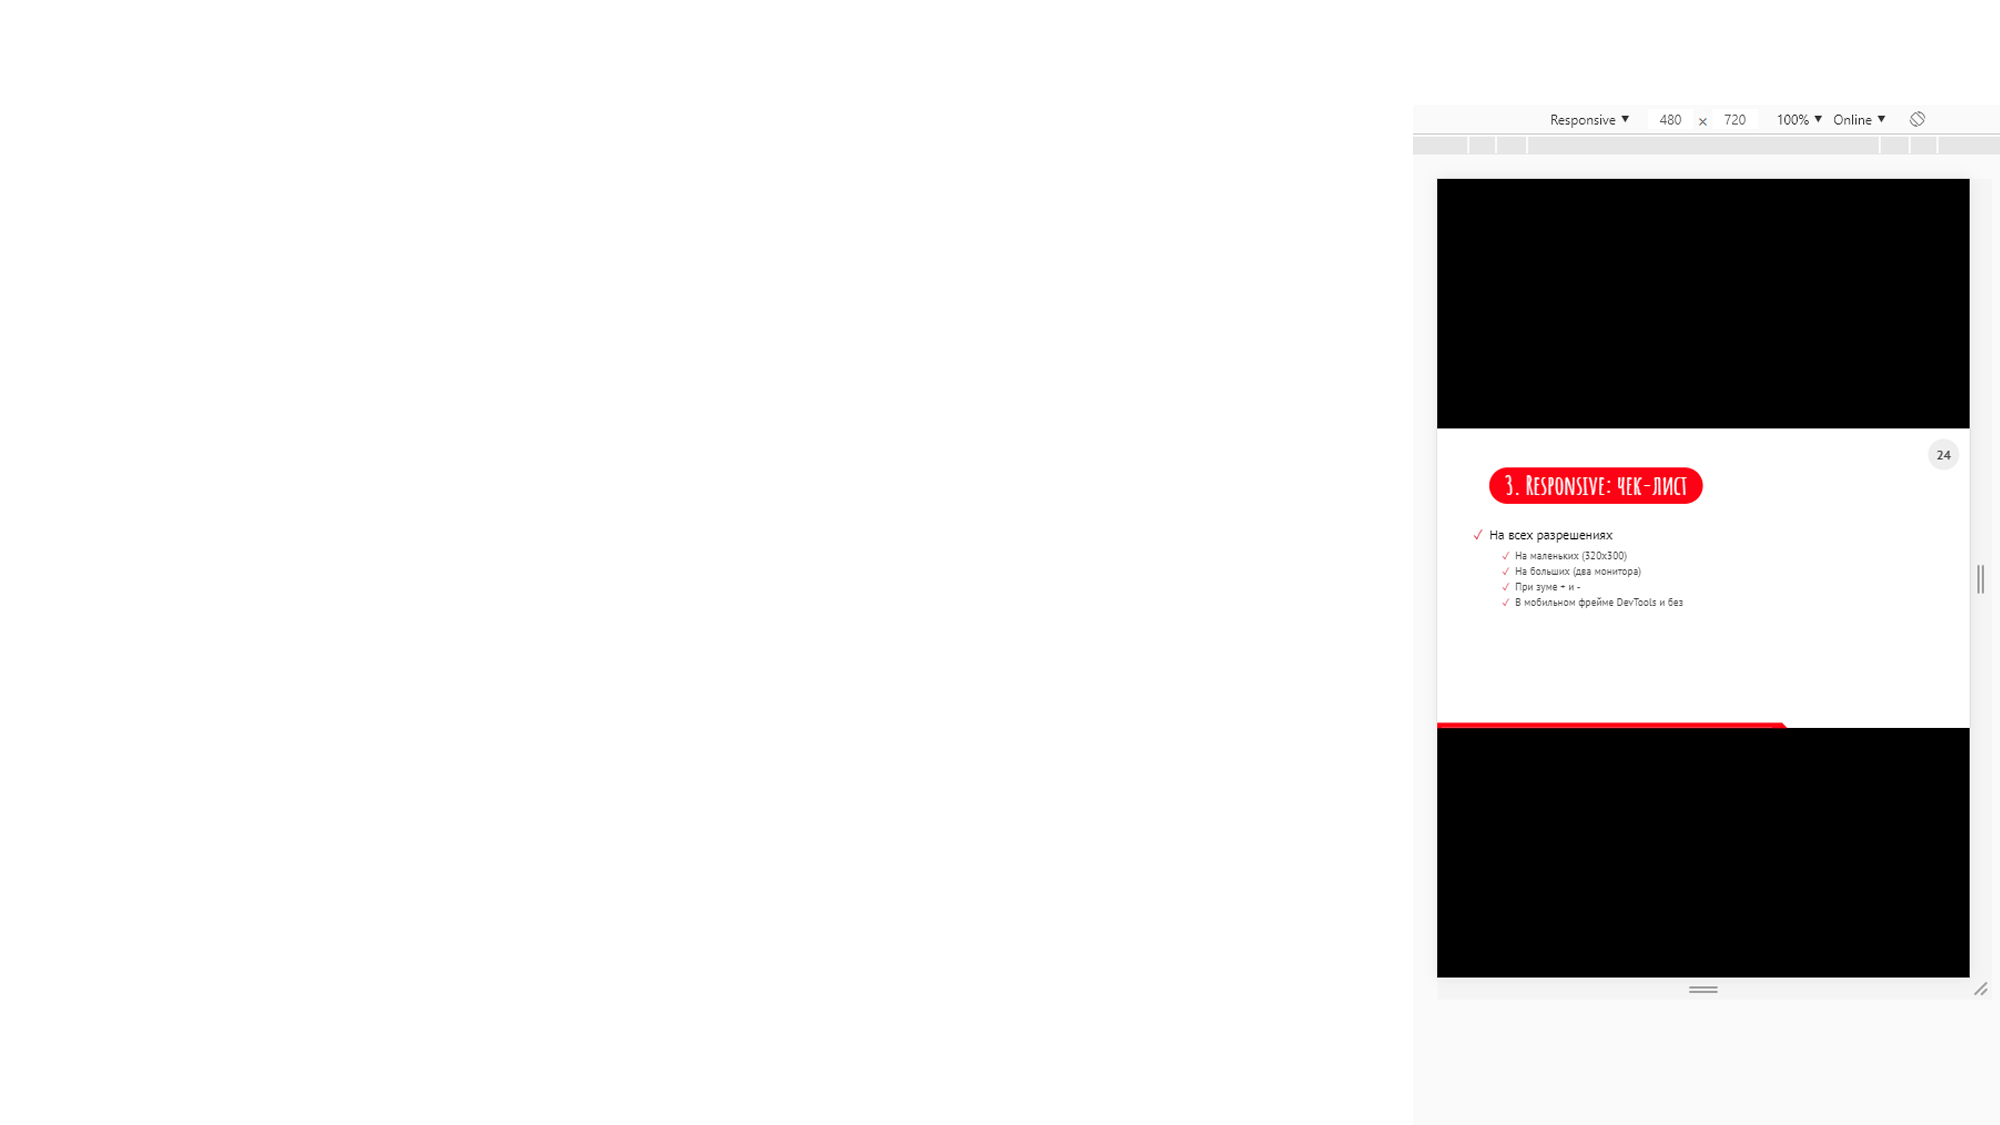 Responsive ▼ 480 × 720 100% ▼ Online ▼
24
3. Responsive: чек-лист
✓ На всех разрешениях
✓ На маленьких (320x300)
✓ На больших (два монитора)
✓ При зуме + и -
✓ В мобильном фрейме DevTools и без